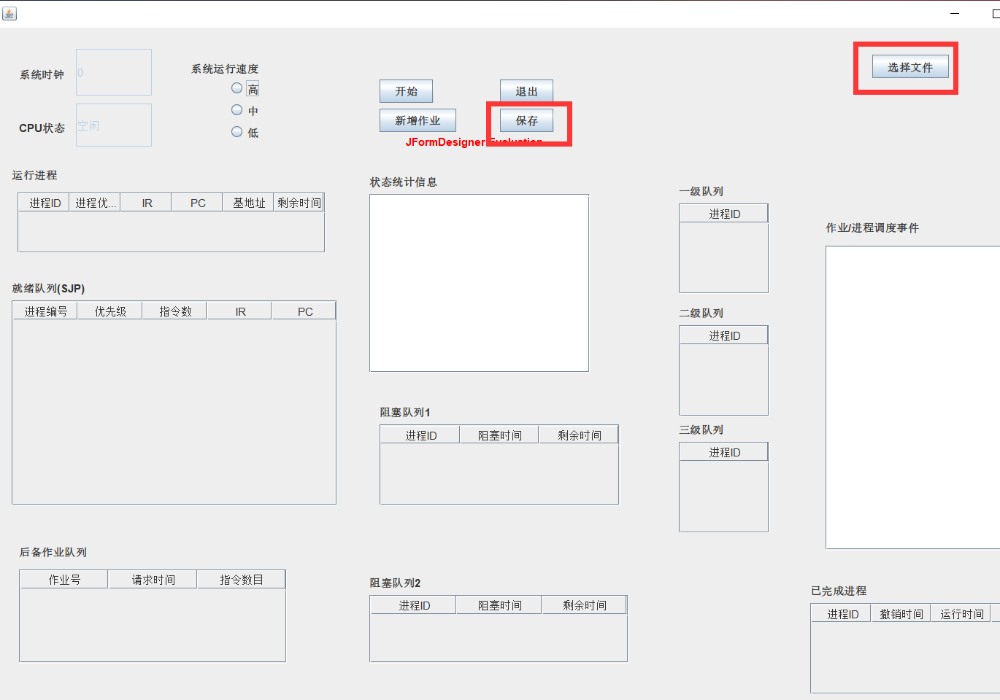 选择文件
系统时钟
0
系统运行速度
高
中
低
开始
退出
新增作业
保存
CPU状态
空闲
JFormDesigner Evaluation
运行进程
进程ID 进程优... IR PC 基地址 剩余时间
状态统计信息
一级队列
进程ID
作业/进程调度事件
就绪队列(SJP)
进程编号 优先级 指令数 IR PC
二级队列
进程ID
阻塞队列1
进程ID 阻塞时间 剩余时间
三级队列
进程ID
后备作业队列
作业号 请求时间 指令数目
阻塞队列2
进程ID 阻塞时间 剩余时间
已完成进程
进程ID 撤销时间 运行时间